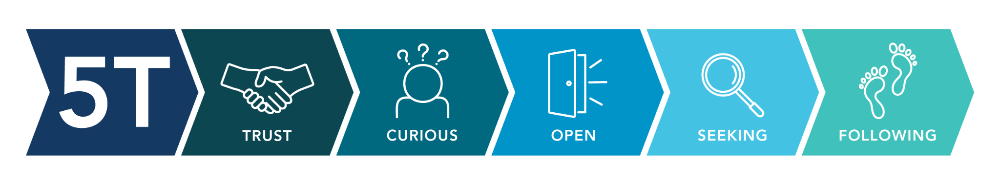 5T
TRUST
CURIOUS
OPEN
SEEKING
FOLLOWING